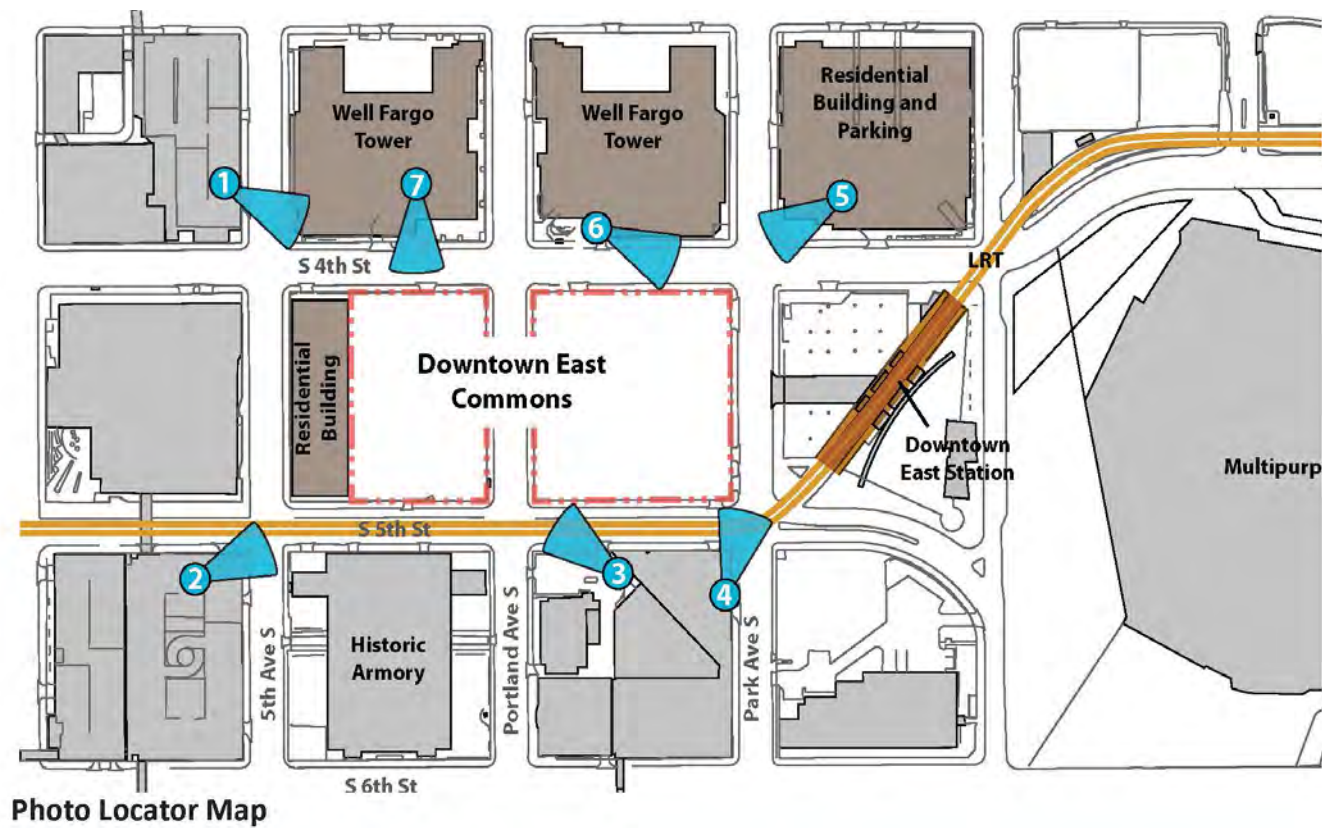 Well Fargo
Tower
Well Fargo
Tower
Residential
Building and
Parking
1
7
6
5
S 4th St
LRT
Residential
Building
Downtown East
Commons
Downtown
East Station
Multipurp
S 5th St
2
3
4
5th Ave S
Historic
Armory
Portland Ave S
Park Ave S
S 6th St
Photo Locator Map